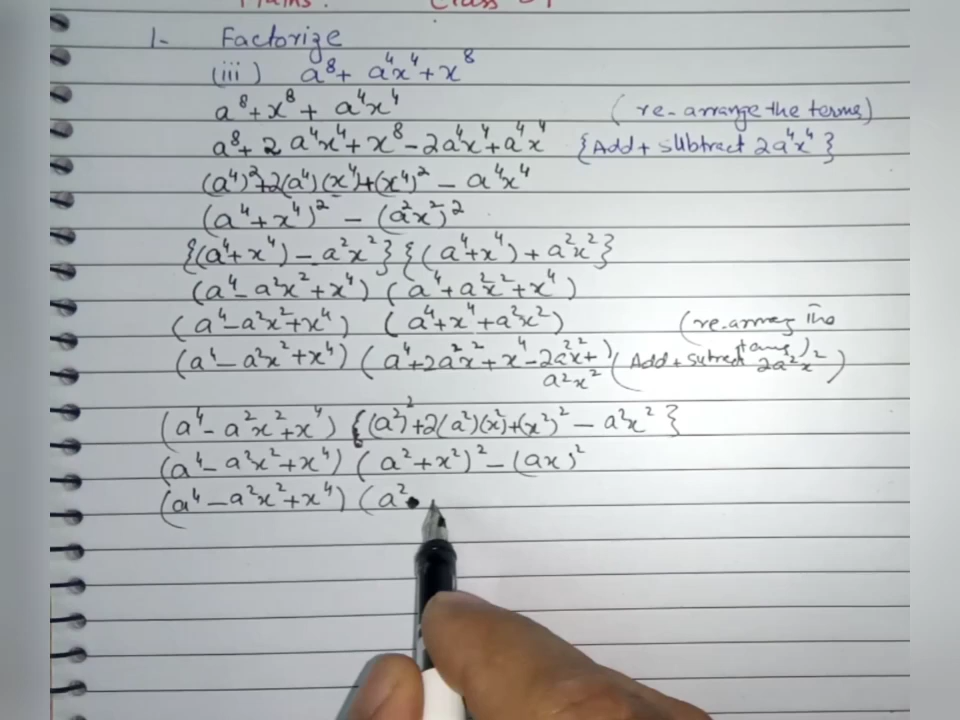 1- Factorize
(iii) a⁸ + a⁴x⁴ + x⁸
a⁸ + x⁸ + a⁴x⁴ (re-arrange the terms)
a⁸ + 2a⁴x⁴ + x⁸ - 2a⁴x⁴ + a⁴x⁴ {Add + subtract 2a⁴x⁴}
(a⁴)² + 2(a⁴)(x⁴) + (x⁴)² - a⁴x⁴
(a⁴ + x⁴)² - (a²x²)²
{(a⁴ + x⁴) - a²x²} {(a⁴ + x⁴) + a²x²}
(a⁴ - a²x² + x⁴) (a⁴ + a²x² + x⁴)
(a⁴ - a²x² + x⁴) (a⁴ + x⁴ + a²x²)
(a⁴ - a²x² + x⁴) (a⁴ + 2a²x² + x⁴ - 2a²x² + a²x²) (Add + subtract 2a²x²)
(a⁴ - a²x² + x⁴) {(a²)² + 2(a²)(x²) + (x²)² - a²x²}
(a⁴ - a²x² + x⁴) (a² + x²)² - (ax)²
(a⁴ - a²x² + x⁴) (a²